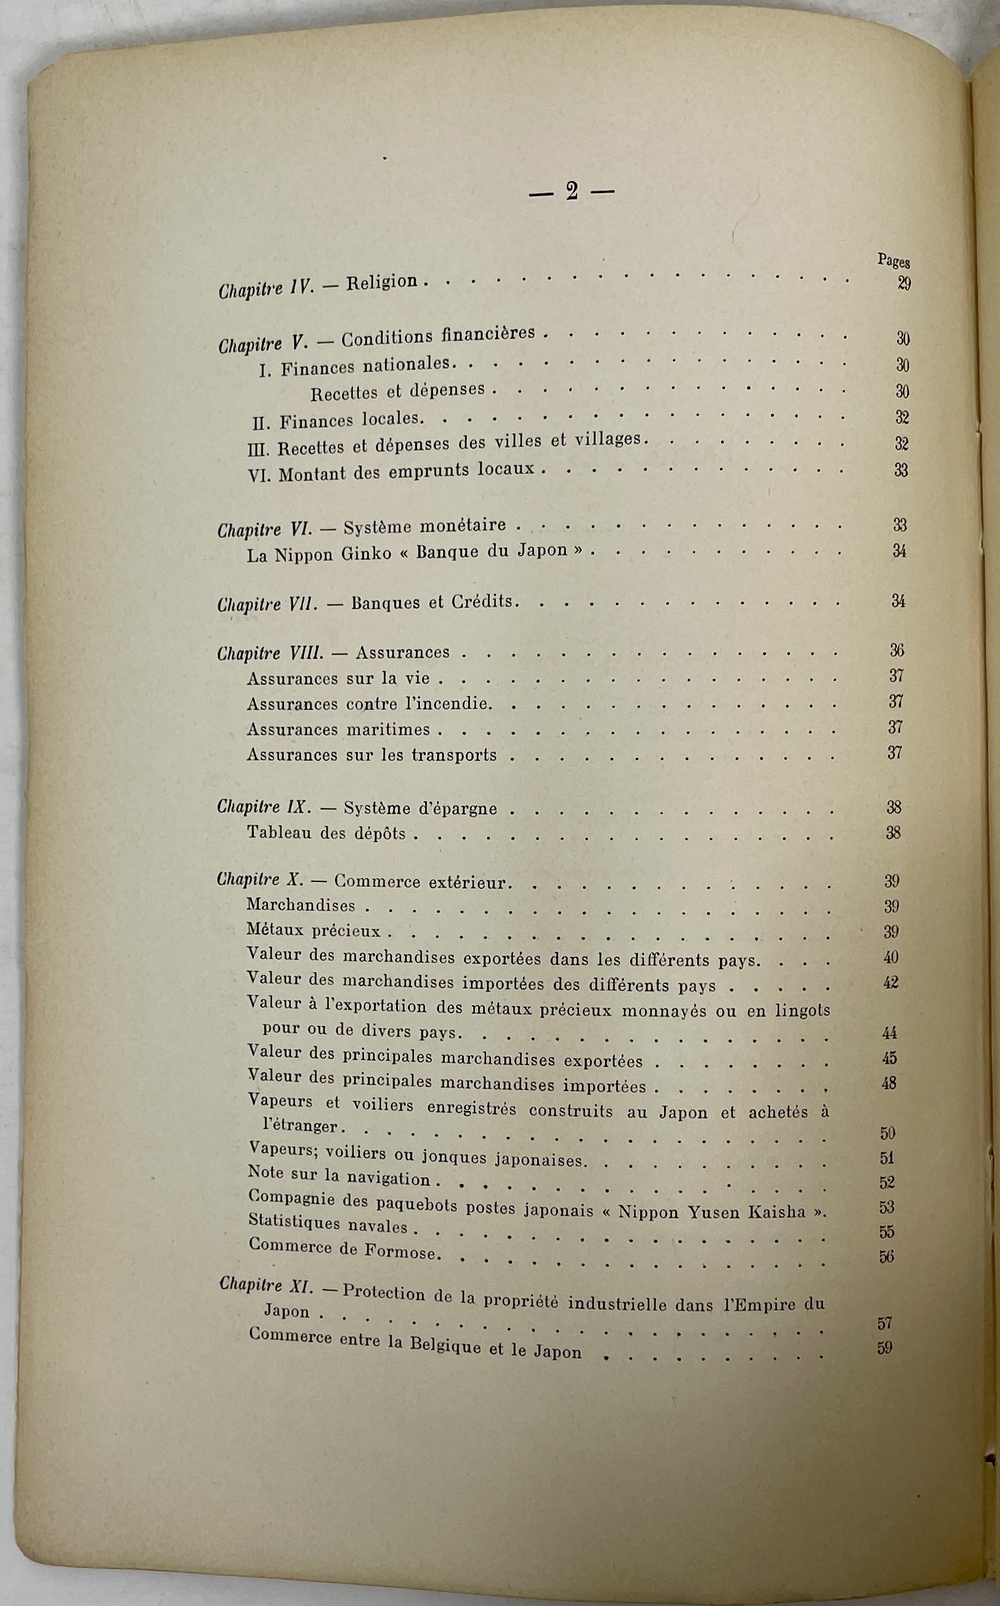 — 2 —
Pages
Chapitre IV. — Religion . . . . . . . . . . . . . . . . . . 29
Chapitre V. — Conditions financières . . . . . . . . . . . . . 30
I. Finances nationales. . . . . . . . . . . . . . . . . 30
Recettes et dépenses . . . . . . . . . . . . . . . 30
II. Finances locales. . . . . . . . . . . . . . . . . . 32
III. Recettes et dépenses des villes et villages. . . . . . . . . 32
VI. Montant des emprunts locaux . . . . . . . . . . . . . 33
Chapitre VI. — Système monétaire . . . . . . . . . . . . . . 33
La Nippon Ginko « Banque du Japon » . . . . . . . . . . . 34
Chapitre VII. — Banques et Crédits. . . . . . . . . . . . . . 34
Chapitre VIII. — Assurances . . . . . . . . . . . . . . . . 36
Assurances sur la vie . . . . . . . . . . . . . . . . . 37
Assurances contre l'incendie. . . . . . . . . . . . . . . 37
Assurances maritimes . . . . . . . . . . . . . . . . . 37
Assurances sur les transports . . . . . . . . . . . . . . 37
Chapitre IX. — Système d'épargne . . . . . . . . . . . . . . 38
Tableau des dépôts . . . . . . . . . . . . . . . . . . 38
Chapitre X. — Commerce extérieur. . . . . . . . . . . . . . 39
Marchandises . . . . . . . . . . . . . . . . . . . . 39
Métaux précieux . . . . . . . . . . . . . . . . . . . 39
Valeur des marchandises exportées dans les différents pays. . . . 40
Valeur des marchandises importées des différents pays . . . . . 42
Valeur à l'exportation des métaux précieux monnayés ou en lingots
pour ou de divers pays. . . . . . . . . . . . . . . . 44
Valeur des principales marchandises exportées . . . . . . . . 45
Valeur des principales marchandises importées . . . . . . . . 48
Vapeurs et voiliers enregistrés construits au Japon et achetés à
l'étranger. . . . . . . . . . . . . . . . . . . . . 50
Vapeurs; voiliers ou jonques japonaises. . . . . . . . . . . 51
Note sur la navigation . . . . . . . . . . . . . . . . . 52
Compagnie des paquebots postes japonais « Nippon Yusen Kaisha ». 53
Statistiques navales . . . . . . . . . . . . . . . . . . 55
Commerce de Formose. . . . . . . . . . . . . . . . . 56
Chapitre XI. — Protection de la propriété industrielle dans l'Empire du
Japon . . . . . . . . . . . . . . . . . . . . . . 57
Commerce entre la Belgique et le Japon . . . . . . . . . . 59